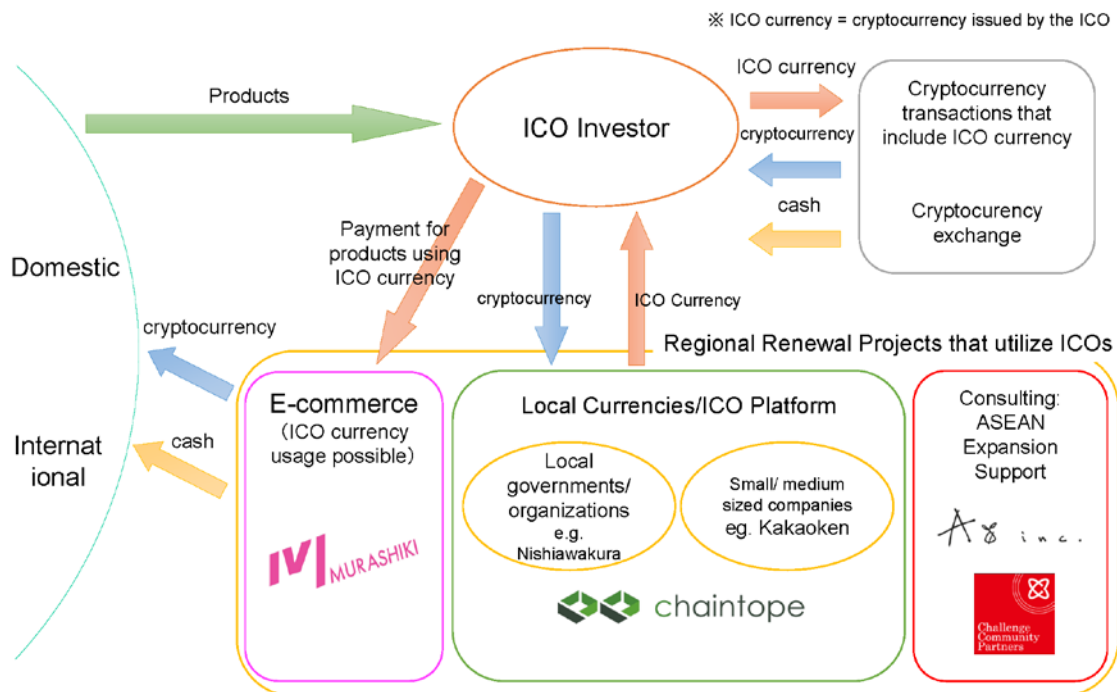 ※ ICO currency = cryptocurrency issued by the ICO
Products
ICO Investor
ICO currency
cryptocurrency
cash
Cryptocurrency
transactions that
include ICO currency
Cryptocurency
exchange
Payment for
products using
ICO currency
cryptocurrency
ICO Currency
Domestic
Internat
ional
cryptocurrency
cash
Regional Renewal Projects that utilize ICOs
E-commerce
(ICO currency
usage possible)
MURASHIKI
Local Currencies/ICO Platform
Local
governments/
organizations
e.g.
Nishiawakura
Small/ medium
sized companies
eg. Kakaoken
chaintope
Consulting:
ASEAN
Expansion
Support
A8 inc.
Challenge
Community
Partners